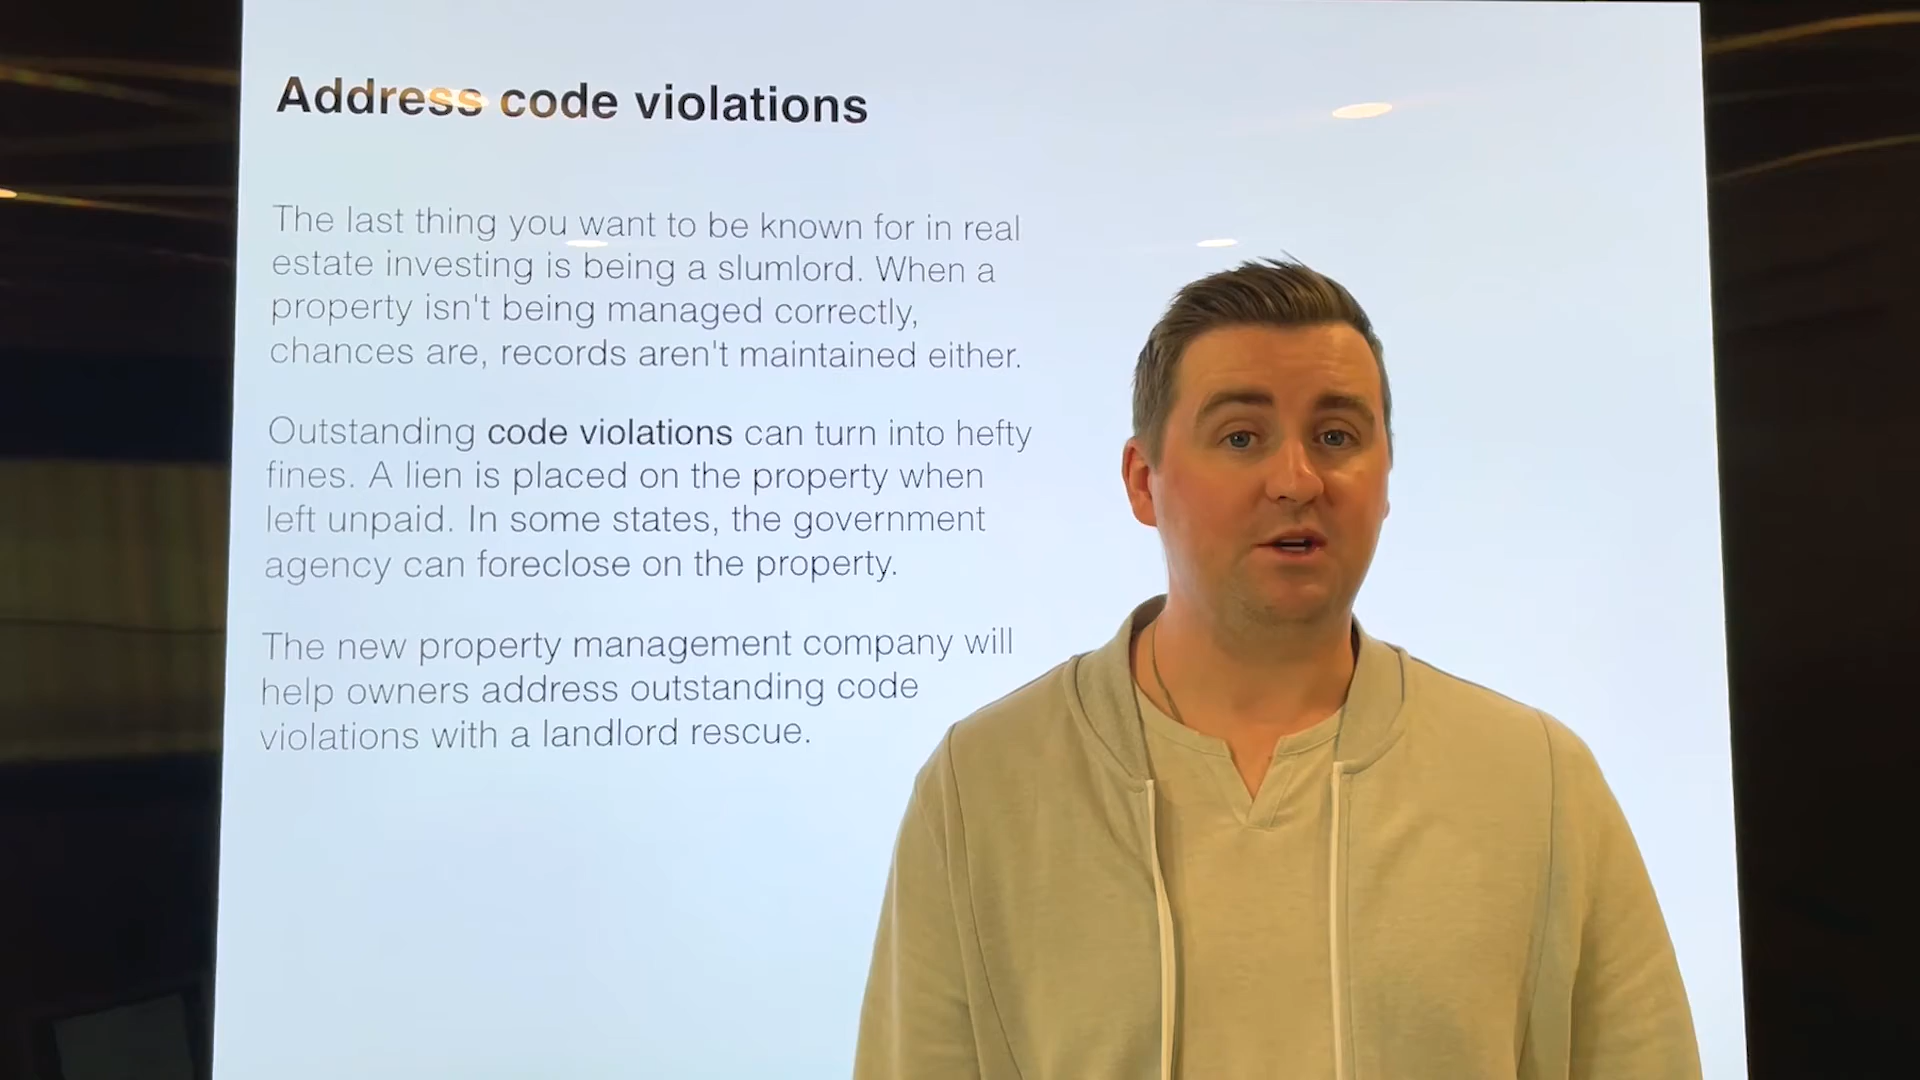 Address code violations
The last thing you want to be known for in real
estate investing is being a slumlord. When a
property isn't being managed correctly,
chances are, records aren't maintained either.
Outstanding code violations can turn into hefty
fines. A lien is placed on the property when
left unpaid. In some states, the government
agency can foreclose on the property.
The new property management company will
help owners address outstanding code
violations with a landlord rescue.